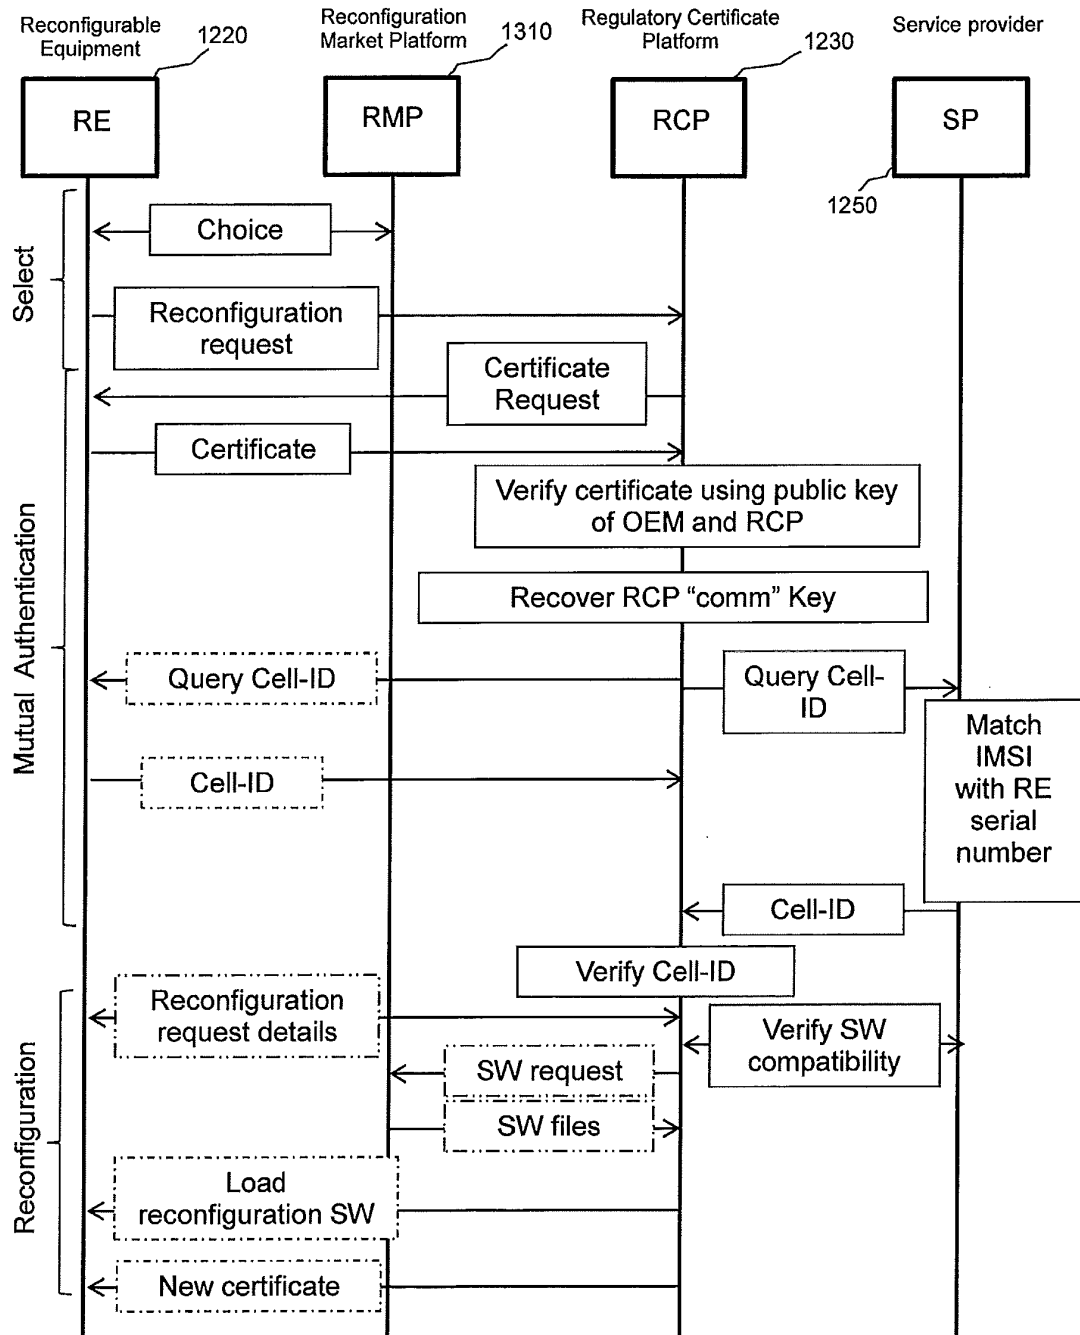 Reconfigurable
Equipment
1220
Reconfiguration
Market Platform
1310
Regulatory Certificate
Platform
1230
Service provider
RE
RMP
RCP
SP
1250
Select
Choice
Reconfiguration
request
Mutual Authentication
Certificate
Request
Certificate
Verify certificate using public key
of OEM and RCP
Recover RCP “comm” Key
Query Cell-ID
Query Cell-
ID
Match
IMSI
with RE
serial
number
Cell-ID
Cell-ID
Verify Cell-ID
Reconfiguration
Reconfiguration
request details
Verify SW
compatibility
SW request
SW files
Load
reconfiguration SW
New certificate